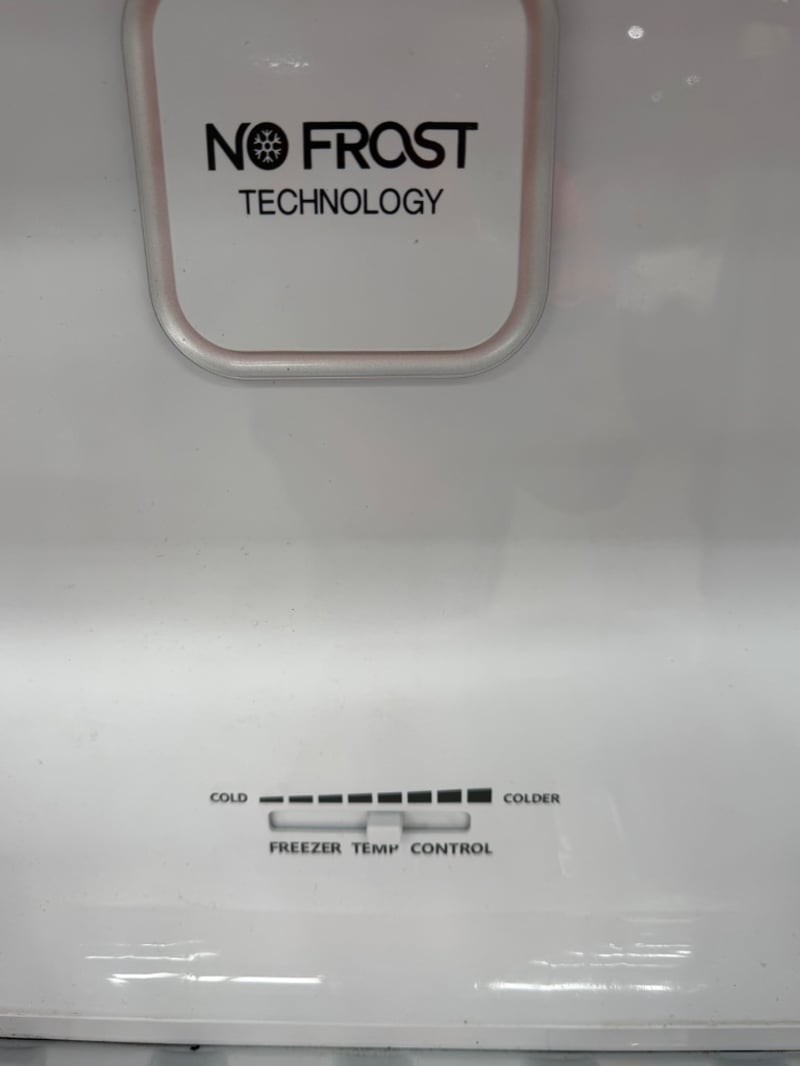 NO FROST
TECHNOLOGY
COLD COLDER
FREEZER TEMP CONTROL